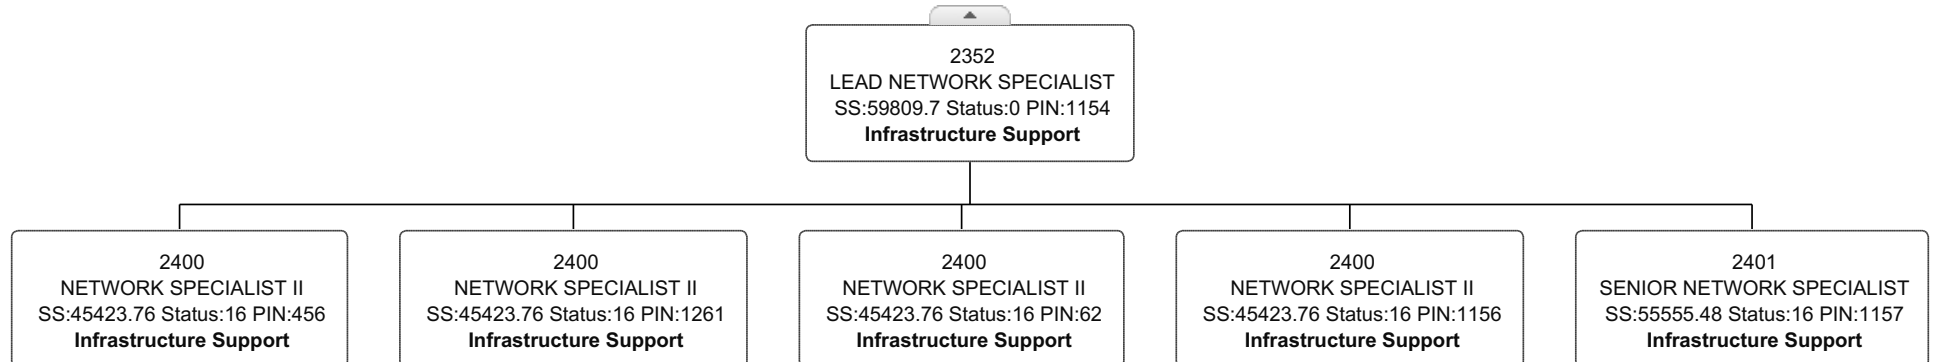 2352
LEAD NETWORK SPECIALIST
SS:59809.7 Status:0 PIN:1154
Infrastructure Support
2400
NETWORK SPECIALIST II
SS:45423.76 Status:16 PIN:456
Infrastructure Support
2400
NETWORK SPECIALIST II
SS:45423.76 Status:16 PIN:1261
Infrastructure Support
2400
NETWORK SPECIALIST II
SS:45423.76 Status:16 PIN:62
Infrastructure Support
2400
NETWORK SPECIALIST II
SS:45423.76 Status:16 PIN:1156
Infrastructure Support
2401
SENIOR NETWORK SPECIALIST
SS:55555.48 Status:16 PIN:1157
Infrastructure Support